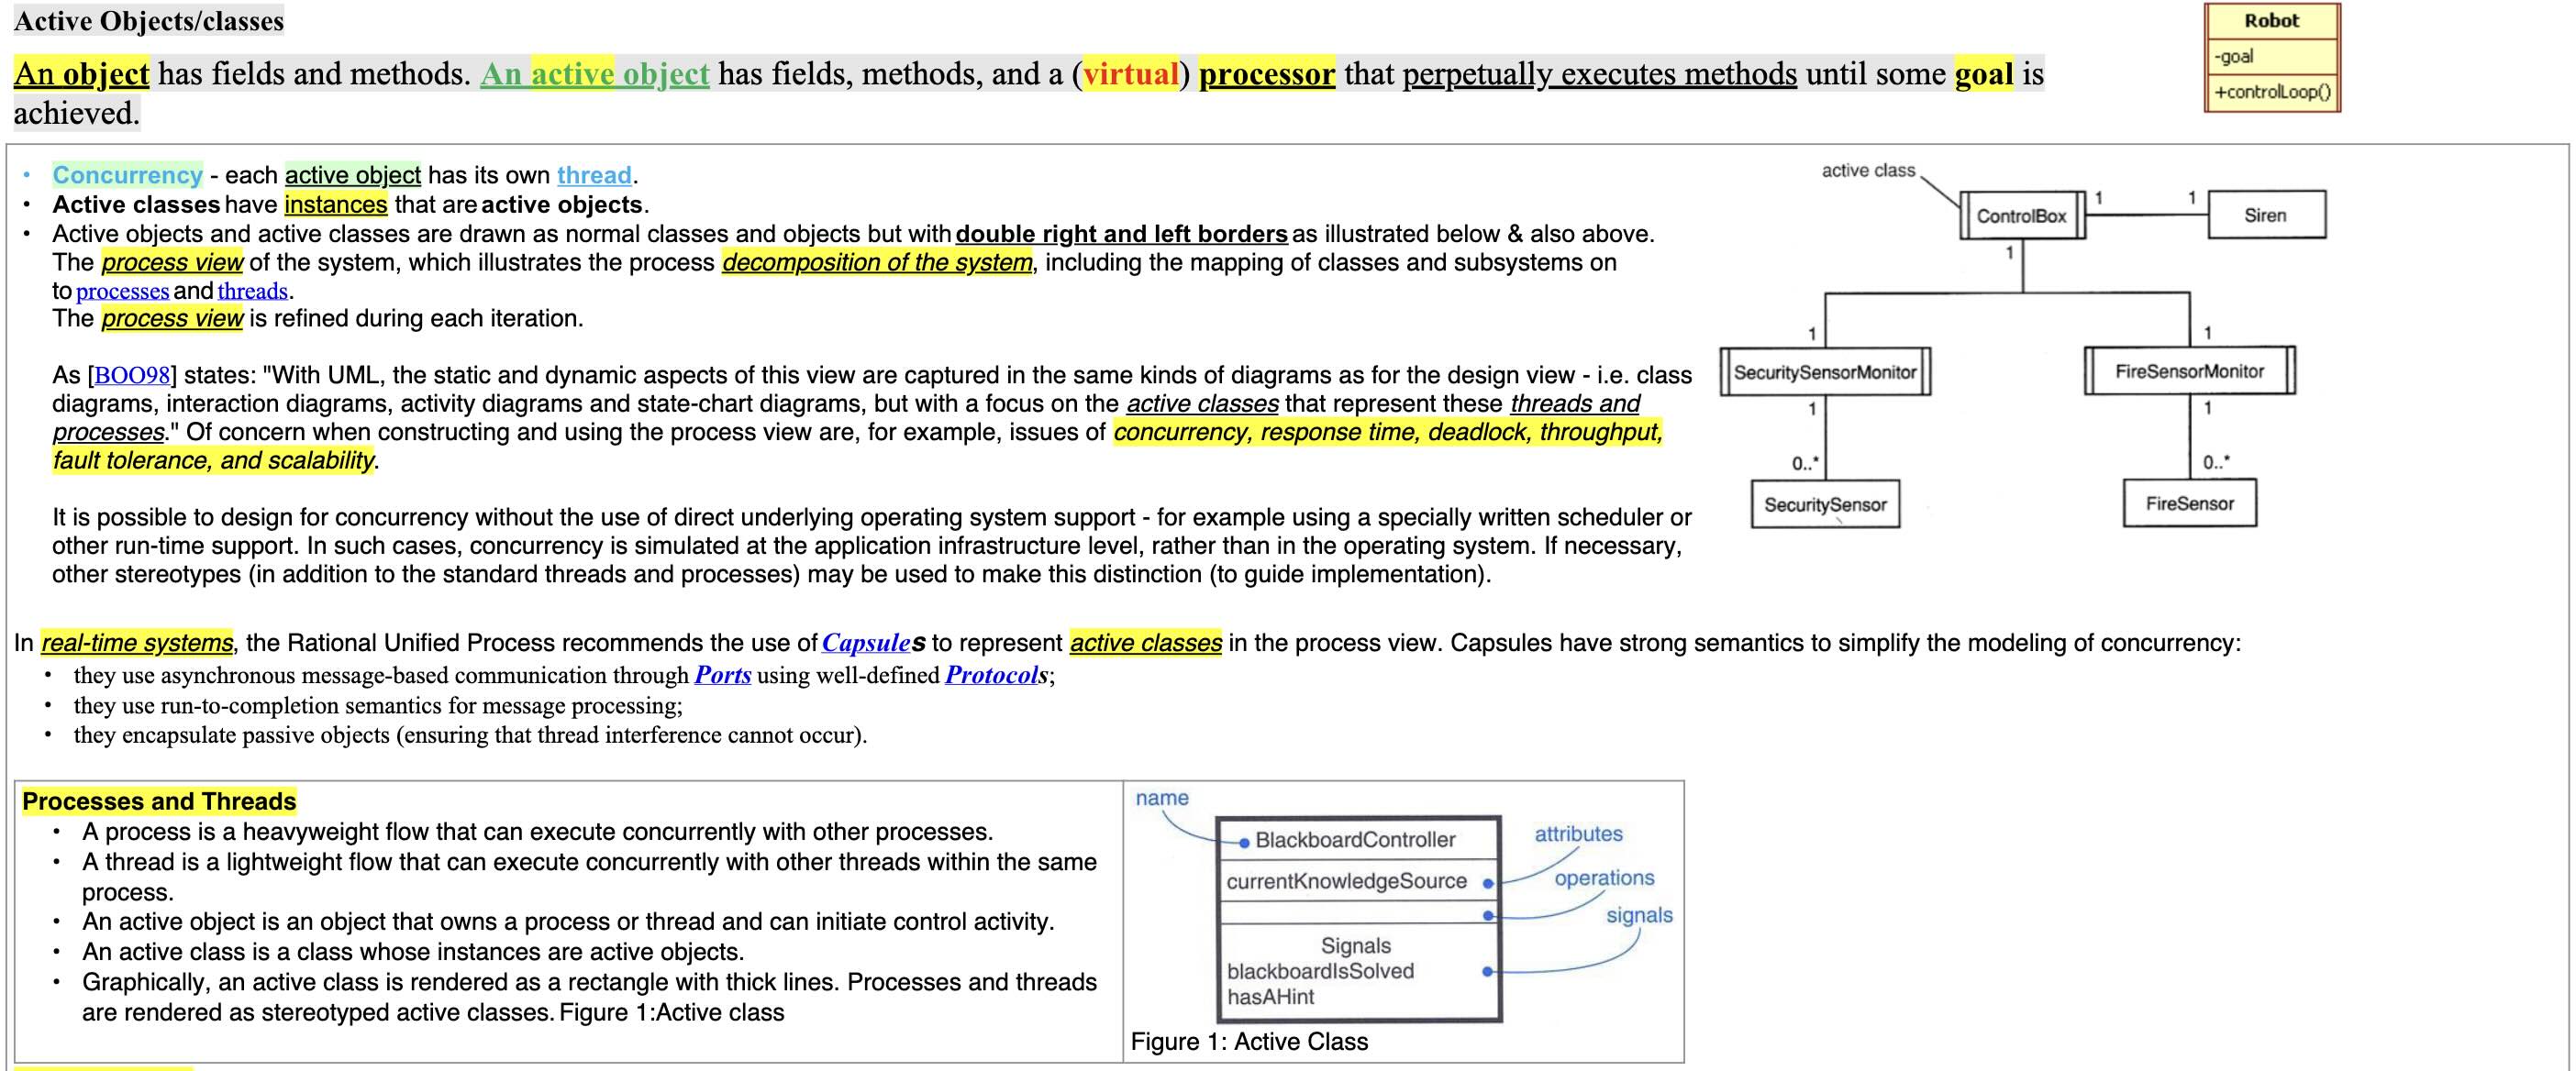 Active Objects/classes
An object has fields and methods. An active object has fields, methods, and a (virtual) processor that perpetually executes methods until some goal is
achieved.
Robot
-goal
+controlLoop()
• Concurrency - each active object has its own thread.
• Active classes have instances that are active objects.
• Active objects and active classes are drawn as normal classes and objects but with double right and left borders as illustrated below & also above.
The process view of the system, which illustrates the process decomposition of the system, including the mapping of classes and subsystems on
to processes and threads.
The process view is refined during each iteration.
As [BOO98] states: "With UML, the static and dynamic aspects of this view are captured in the same kinds of diagrams as for the design view - i.e. class
diagrams, interaction diagrams, activity diagrams and state-chart diagrams, but with a focus on the active classes that represent these threads and
processes." Of concern when constructing and using the process view are, for example, issues of concurrency, response time, deadlock, throughput,
fault tolerance, and scalability.
It is possible to design for concurrency without the use of direct underlying operating system support - for example using a specially written scheduler or
other run-time support. In such cases, concurrency is simulated at the application infrastructure level, rather than in the operating system. If necessary,
other stereotypes (in addition to the standard threads and processes) may be used to make this distinction (to guide implementation).
active class
ControlBox
1
1
Siren
1
1
1
SecuritySensorMonitor
FireSensorMonitor
1
1
0..*
0..*
SecuritySensor
FireSensor
In real-time systems, the Rational Unified Process recommends the use of Capsules to represent active classes in the process view. Capsules have strong semantics to simplify the modeling of concurrency:
• they use asynchronous message-based communication through Ports using well-defined Protocols;
• they use run-to-completion semantics for message processing;
• they encapsulate passive objects (ensuring that thread interference cannot occur).
Processes and Threads
• A process is a heavyweight flow that can execute concurrently with other processes.
• A thread is a lightweight flow that can execute concurrently with other threads within the same
process.
• An active object is an object that owns a process or thread and can initiate control activity.
• An active class is a class whose instances are active objects.
• Graphically, an active class is rendered as a rectangle with thick lines. Processes and threads
are rendered as stereotyped active classes. Figure 1:Active class
name
BlackboardController
attributes
currentKnowledgeSource
operations
signals
Signals
blackboardIsSolved
hasAHint
Figure 1: Active Class